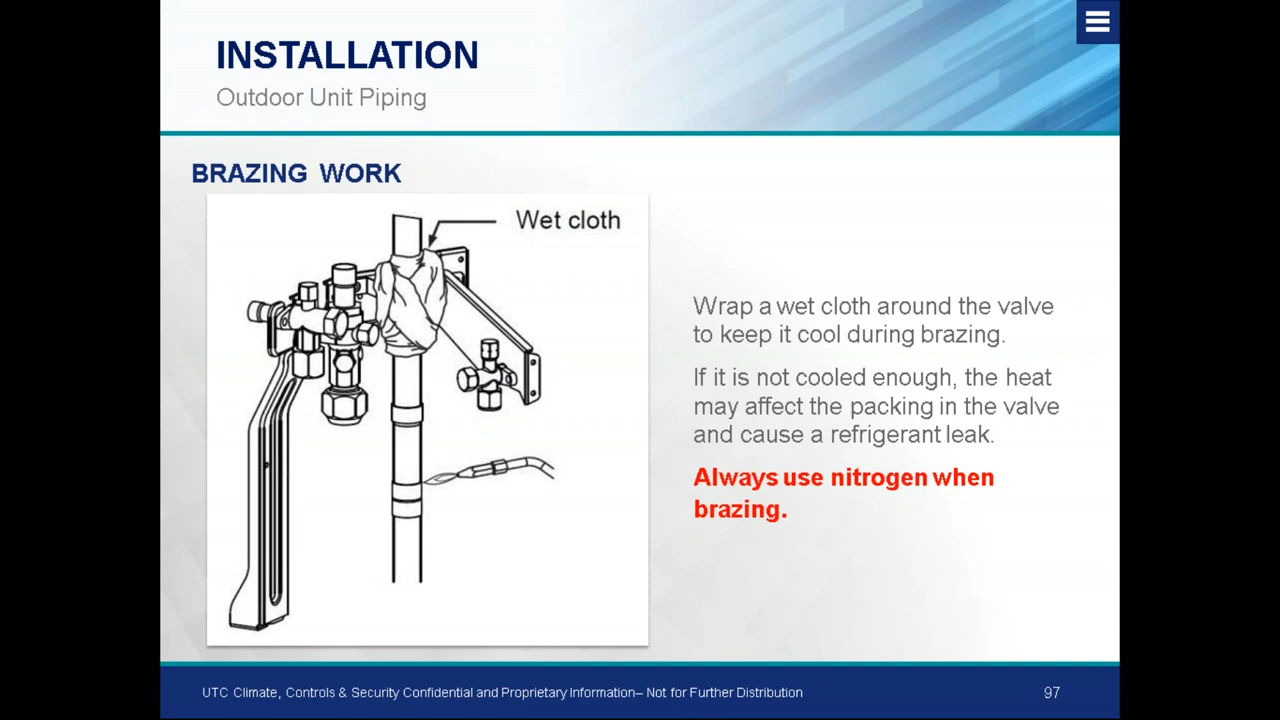 INSTALLATION
Outdoor Unit Piping
BRAZING WORK
Wet cloth
Wrap a wet cloth around the valve
to keep it cool during brazing.
If it is not cooled enough, the heat
may affect the packing in the valve
and cause a refrigerant leak.
Always use nitrogen when
brazing.
UTC Climate, Controls & Security Confidential and Proprietary Information– Not for Further Distribution
97